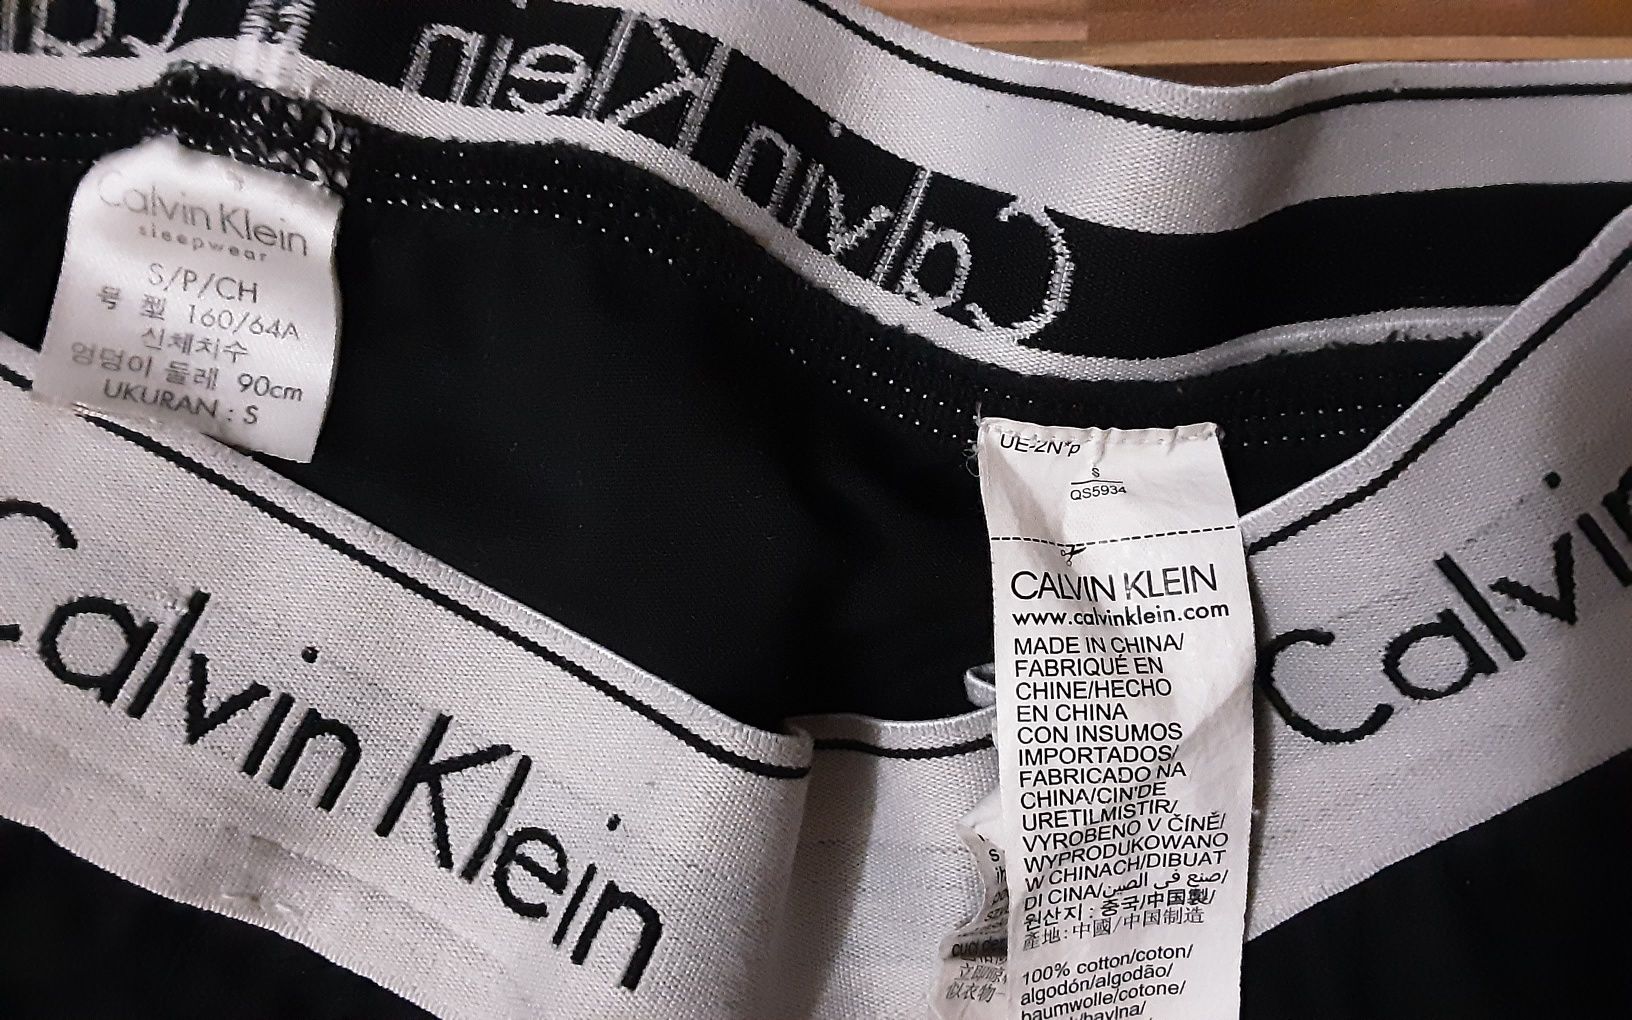 Calvin Klein
Calvin Klein
sleepwear
S/P/CH
号 型 160/64A
신체치수
엉덩이 둘레 90cm
UKURAN : S
Calvin Klein
Calvin
UE-2N*p
S
QS5934
CALVIN KLEIN
www.calvinklein.com
MADE IN CHINA/
FABRIQUÉ EN
CHINE/HECHO
EN CHINA
CON INSUMOS
IMPORTADOS/
FABRICADO NA
CHINA/CIN'DE
URETILMISTIR/
VYROBENO V ČÍNĚ/
WYPRODUKOWANO
W CHINACH/DIBUAT
DI CINA/صنع في الصين/
원산지 : 중국/中国製/
產地:中國/中国制造
100% cotton/coton/
algodón/algodão/
baumwolle/cotone/